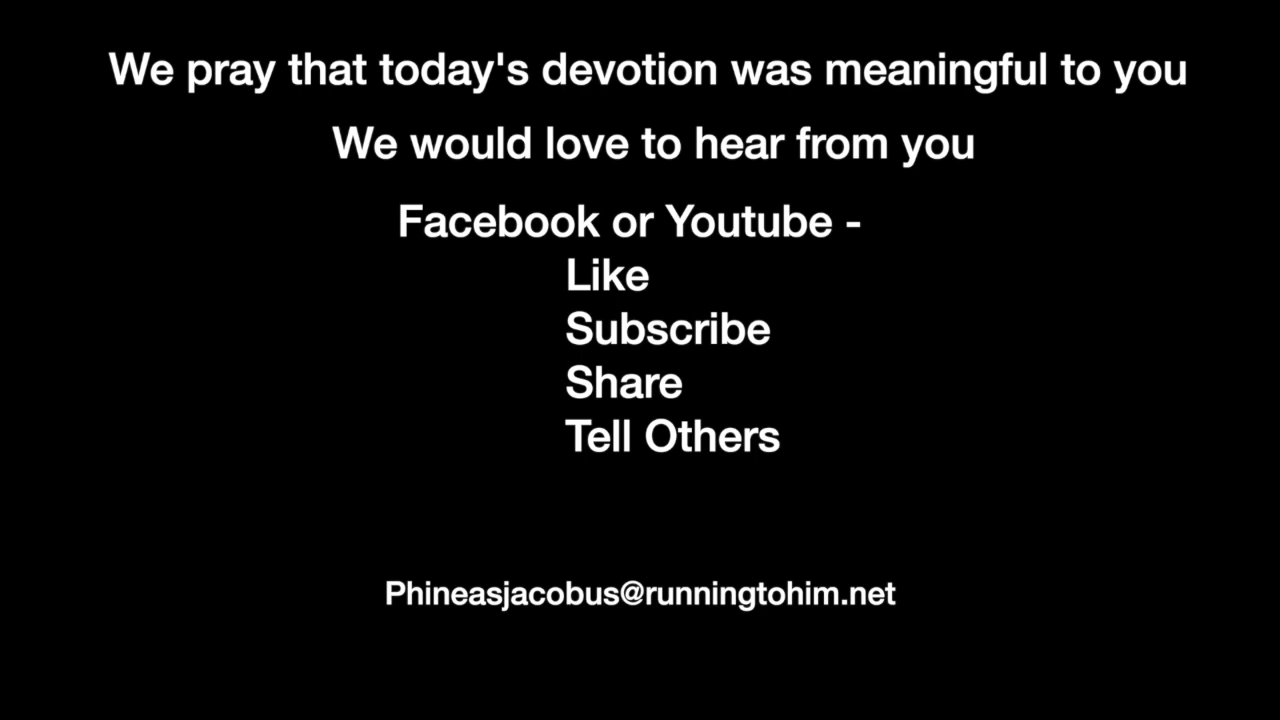 We pray that today's devotion was meaningful to you
We would love to hear from you
Facebook or Youtube -
Like
Subscribe
Share
Tell Others
Phineasjacobus@runningtohim.net